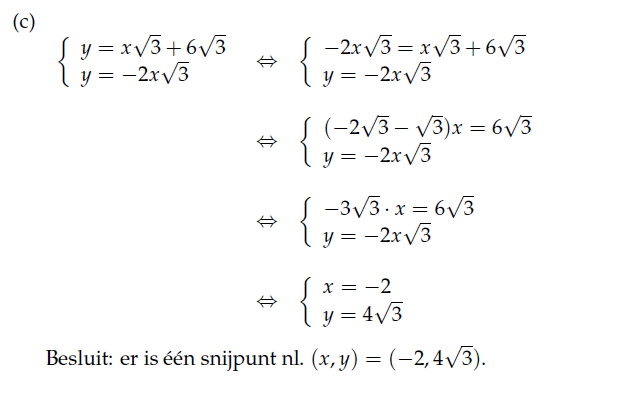 (c)
{ y = x√3 + 6√3 ⇔ { −2x√3 = x√3 + 6√3
y = −2x√3 y = −2x√3
⇔ { (−2√3 − √3)x = 6√3
y = −2x√3
⇔ { −3√3 · x = 6√3
y = −2x√3
⇔ { x = −2
y = 4√3
Besluit: er is één snijpunt nl. (x, y) = (−2, 4√3).